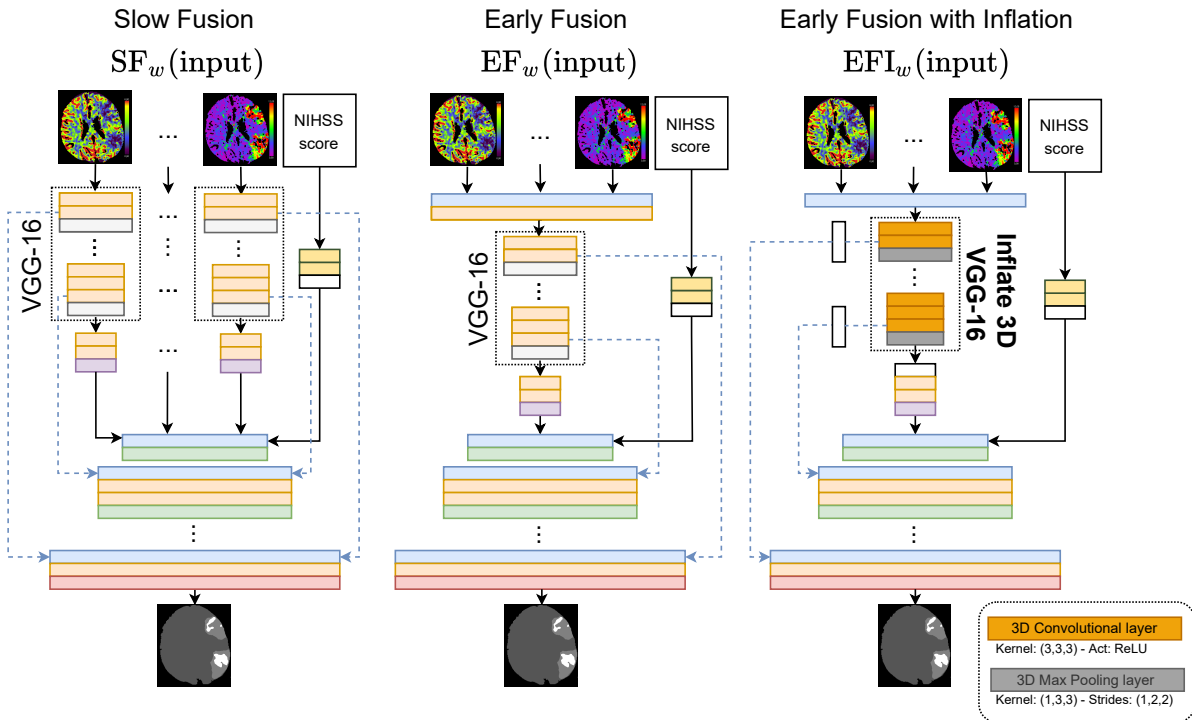 Slow Fusion
SF_w(input)
NIHSS
score
...
...
...
VGG-16
⋮
⋮
⋮
...
...
⋮
Early Fusion
EF_w(input)
NIHSS
score
...
VGG-16
⋮
⋮
Early Fusion with Inflation
EFI_w(input)
NIHSS
score
...
Inflate 3D
VGG-16
⋮
⋮
3D Convolutional layer
Kernel: (3,3,3) - Act: ReLU
3D Max Pooling layer
Kernel: (1,3,3) - Strides: (1,2,2)